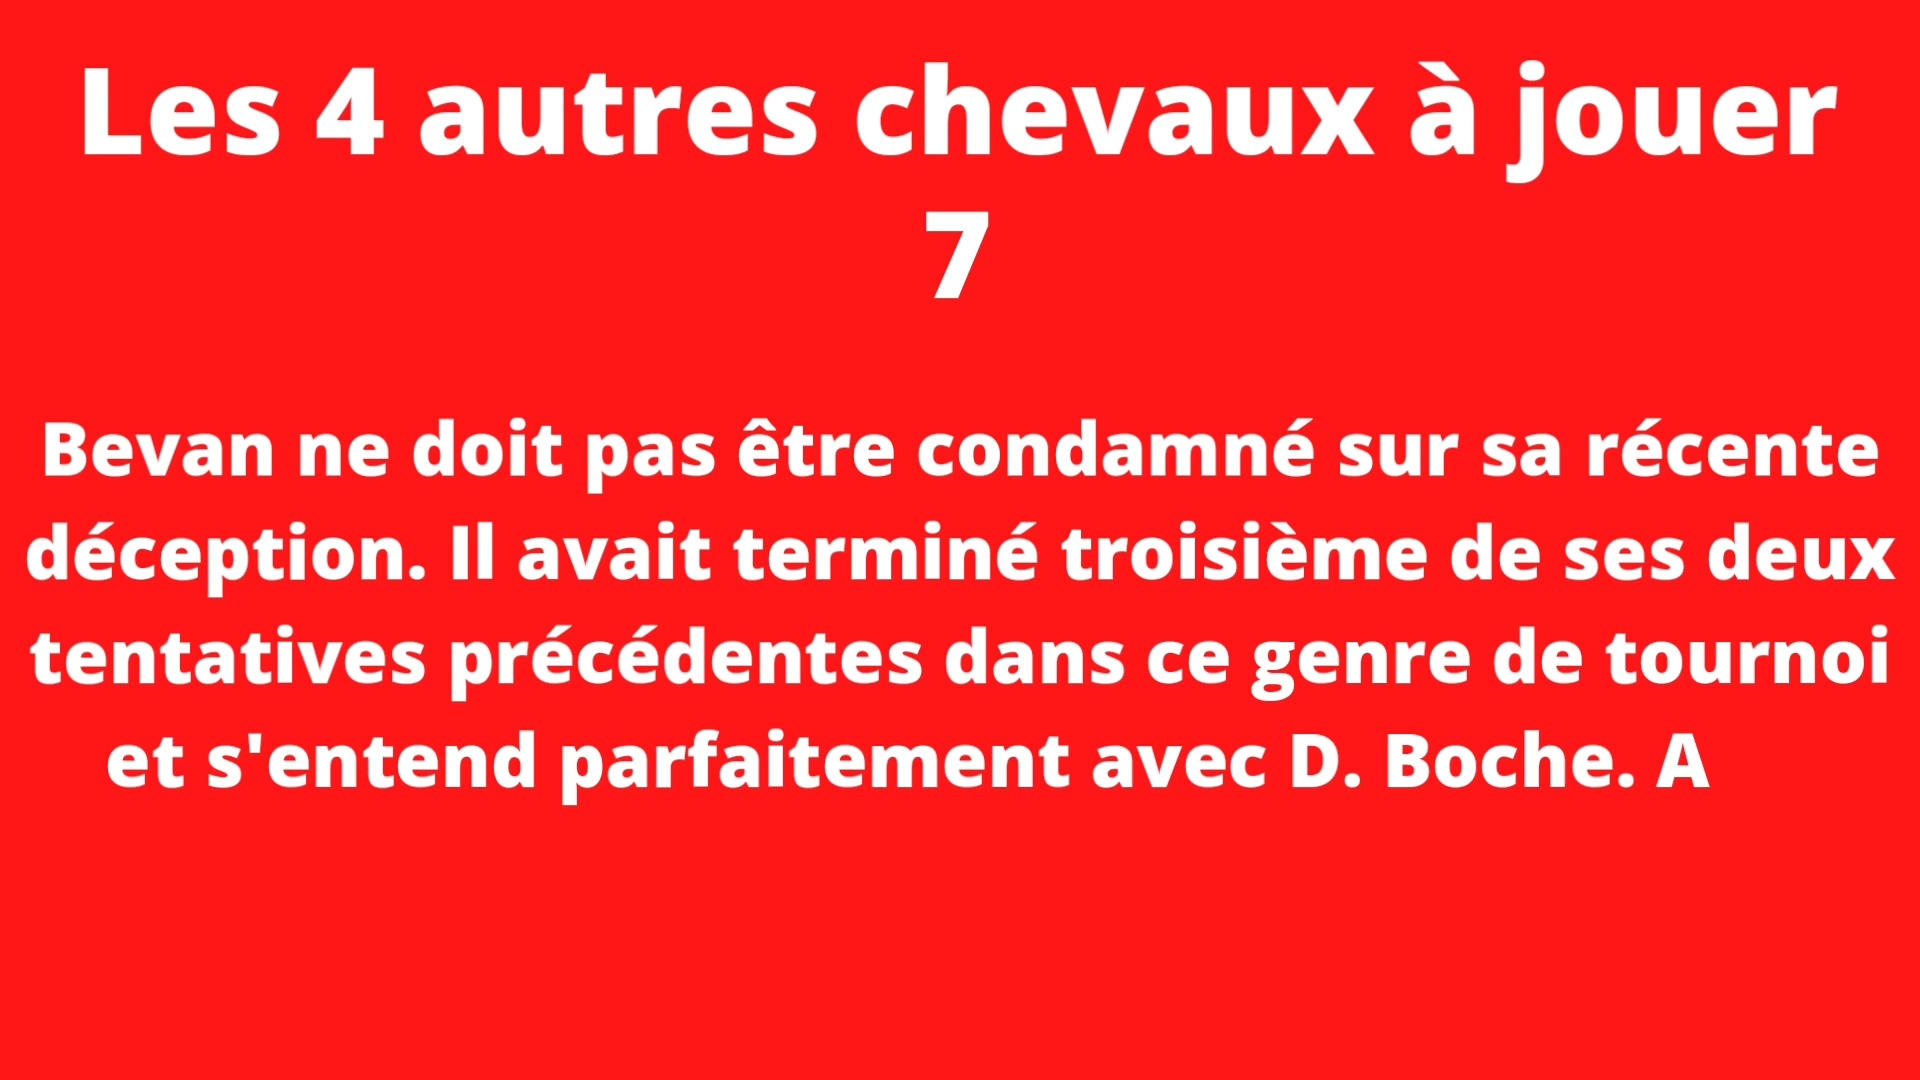 Les 4 autres chevaux à jouer
7
Bevan ne doit pas être condamné sur sa récente
déception. Il avait terminé troisième de ses deux
tentatives précédentes dans ce genre de tournoi
et s'entend parfaitement avec D. Boche. A